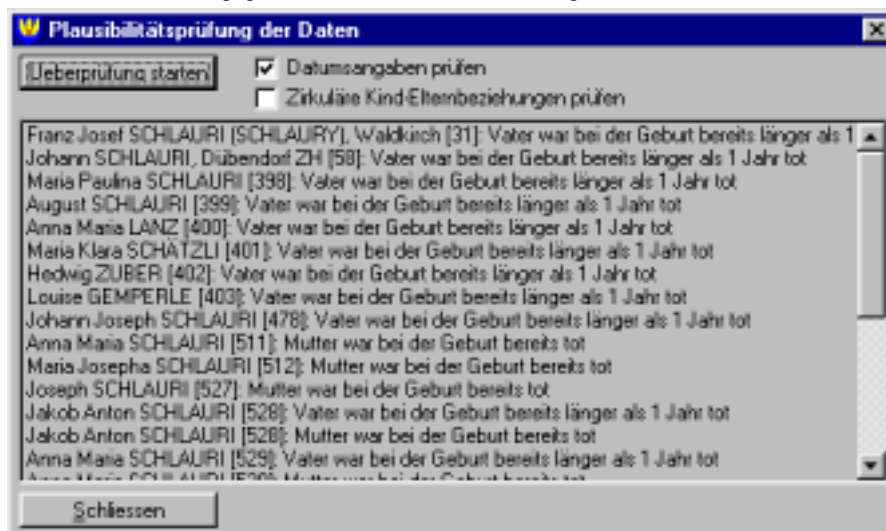 Plausibilitätsprüfung der Daten
Ueberprüfung starten
Datumsangaben prüfen
Zirkuläre Kind-Elternbeziehungen prüfen
Franz Josef SCHLAURI (SCHLAURY), Waldkirch [31]: Vater war bei der Geburt bereits länger als 1
Johann SCHLAURI, Dübendorf ZH [58]: Vater war bei der Geburt bereits länger als 1 Jahr tot
Maria Paulina SCHLAURI [398]: Vater war bei der Geburt bereits länger als 1 Jahr tot
August SCHLAURI [399]: Vater war bei der Geburt bereits länger als 1 Jahr tot
Anna Maria LANZ [400]: Vater war bei der Geburt bereits länger als 1 Jahr tot
Maria Klara SCHÄTZLI [401]: Vater war bei der Geburt bereits länger als 1 Jahr tot
Hedwig ZUBER [402]: Vater war bei der Geburt bereits länger als 1 Jahr tot
Louise GEMPERLE [403]: Vater war bei der Geburt bereits länger als 1 Jahr tot
Johann Joseph SCHLAURI [478]: Vater war bei der Geburt bereits länger als 1 Jahr tot
Anna Maria SCHLAURI [511]: Mutter war bei der Geburt bereits tot
Maria Josepha SCHLAURI [512]: Mutter war bei der Geburt bereits tot
Joseph SCHLAURI [527]: Mutter war bei der Geburt bereits tot
Jakob Anton SCHLAURI [528]: Vater war bei der Geburt bereits länger als 1 Jahr tot
Jakob Anton SCHLAURI [528]: Mutter war bei der Geburt bereits tot
Anna Maria SCHLAURI [529]: Vater war bei der Geburt bereits länger als 1 Jahr tot
Schliessen